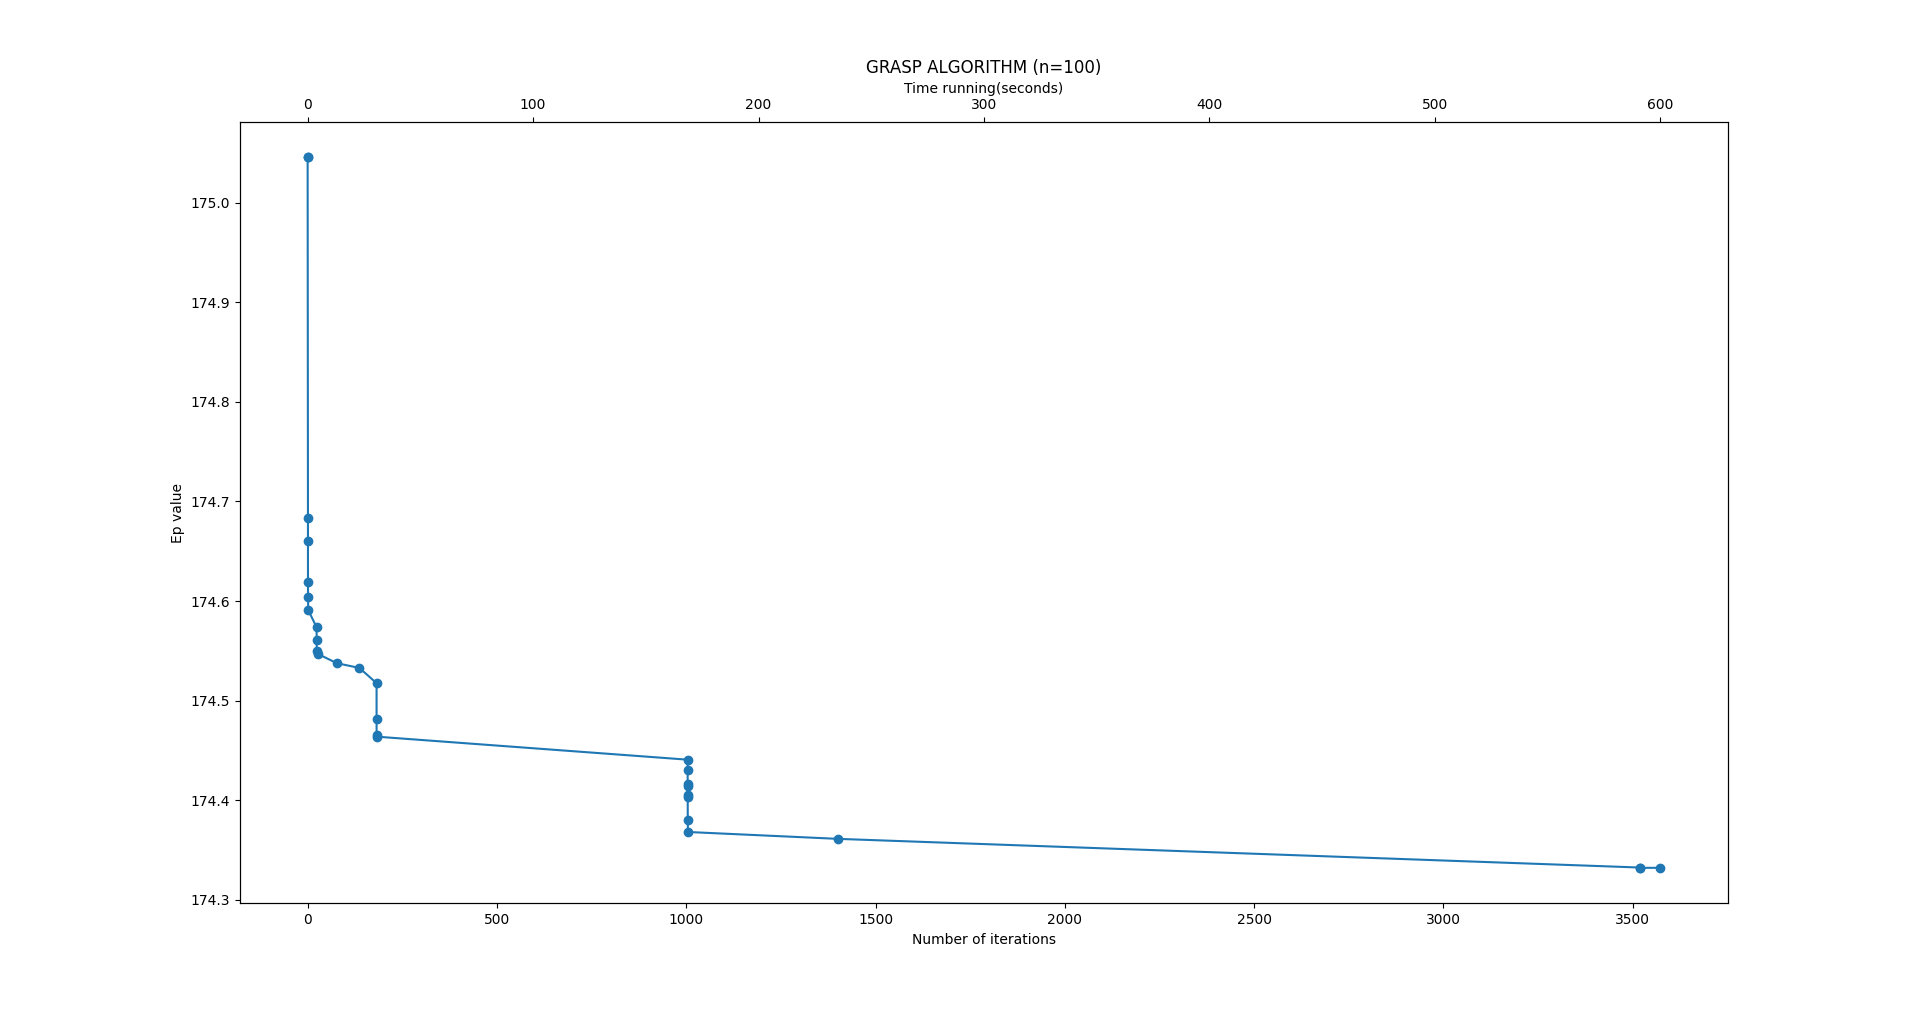 GRASP ALGORITHM (n=100)
Time running(seconds)
0 100 200 300 400 500 600
175.0
174.9
174.8
174.7
Ep value
174.6
174.5
174.4
174.3
0 500 1000 1500 2000 2500 3000 3500
Number of iterations